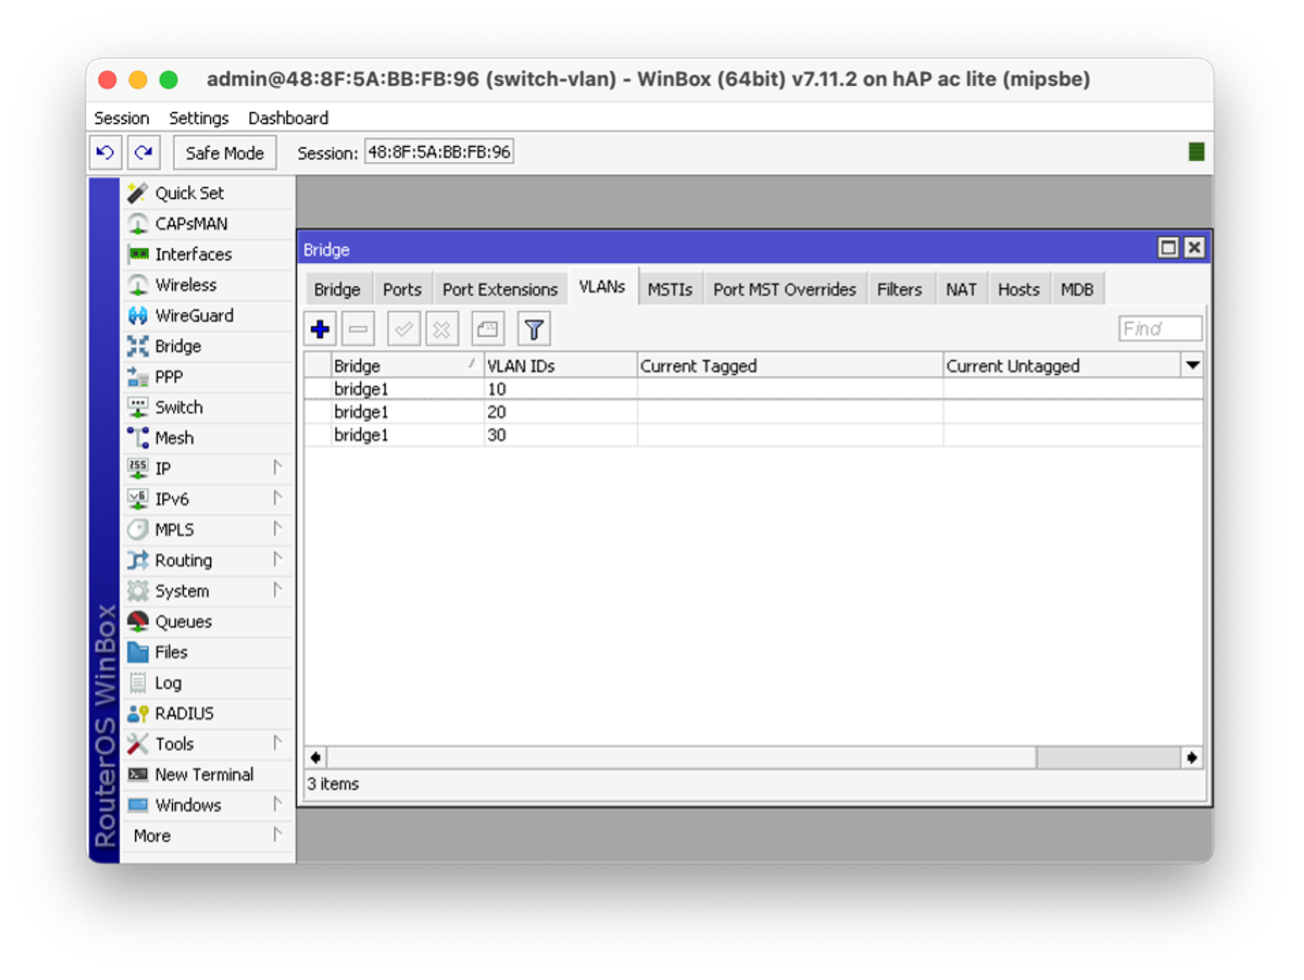 admin@48:8F:5A:BB:FB:96 (switch-vlan) - WinBox (64bit) v7.11.2 on hAP ac lite (mipsbe)
Session Settings Dashboard
Safe Mode Session: 48:8F:5A:BB:FB:96
Quick Set
CAPsMAN
Interfaces
Wireless
WireGuard
Bridge
PPP
Switch
Mesh
255 IP
v6 IPv6
MPLS
Routing
System
Queues
Files
Log
RADIUS
Tools
New Terminal
Windows
More
RouterOS WinBox
Bridge
Bridge Ports Port Extensions VLANs MSTIs Port MST Overrides Filters NAT Hosts MDB
Find
Bridge VLAN IDs Current Tagged Current Untagged
bridge1 10
bridge1 20
bridge1 30
3 items